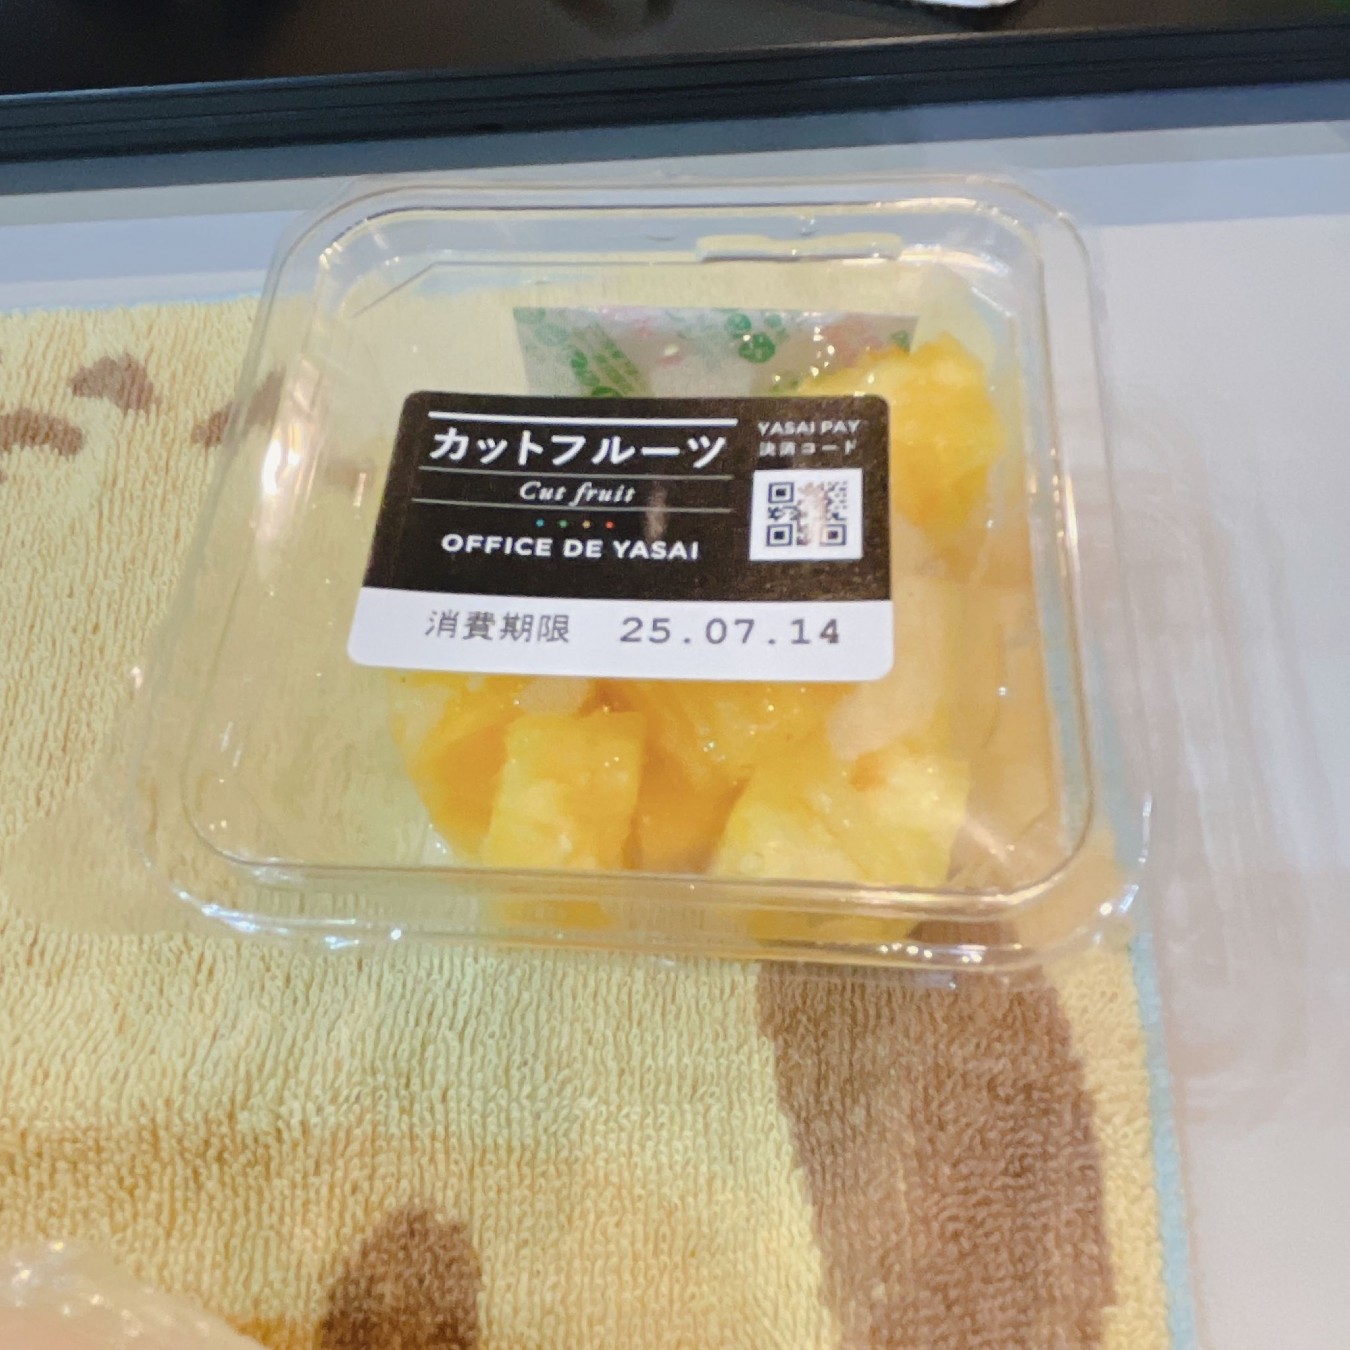 カットフルーツ
Cut fruit
OFFICE DE YASAI
YASAI PAY
決済コード
消費期限 25.07.14